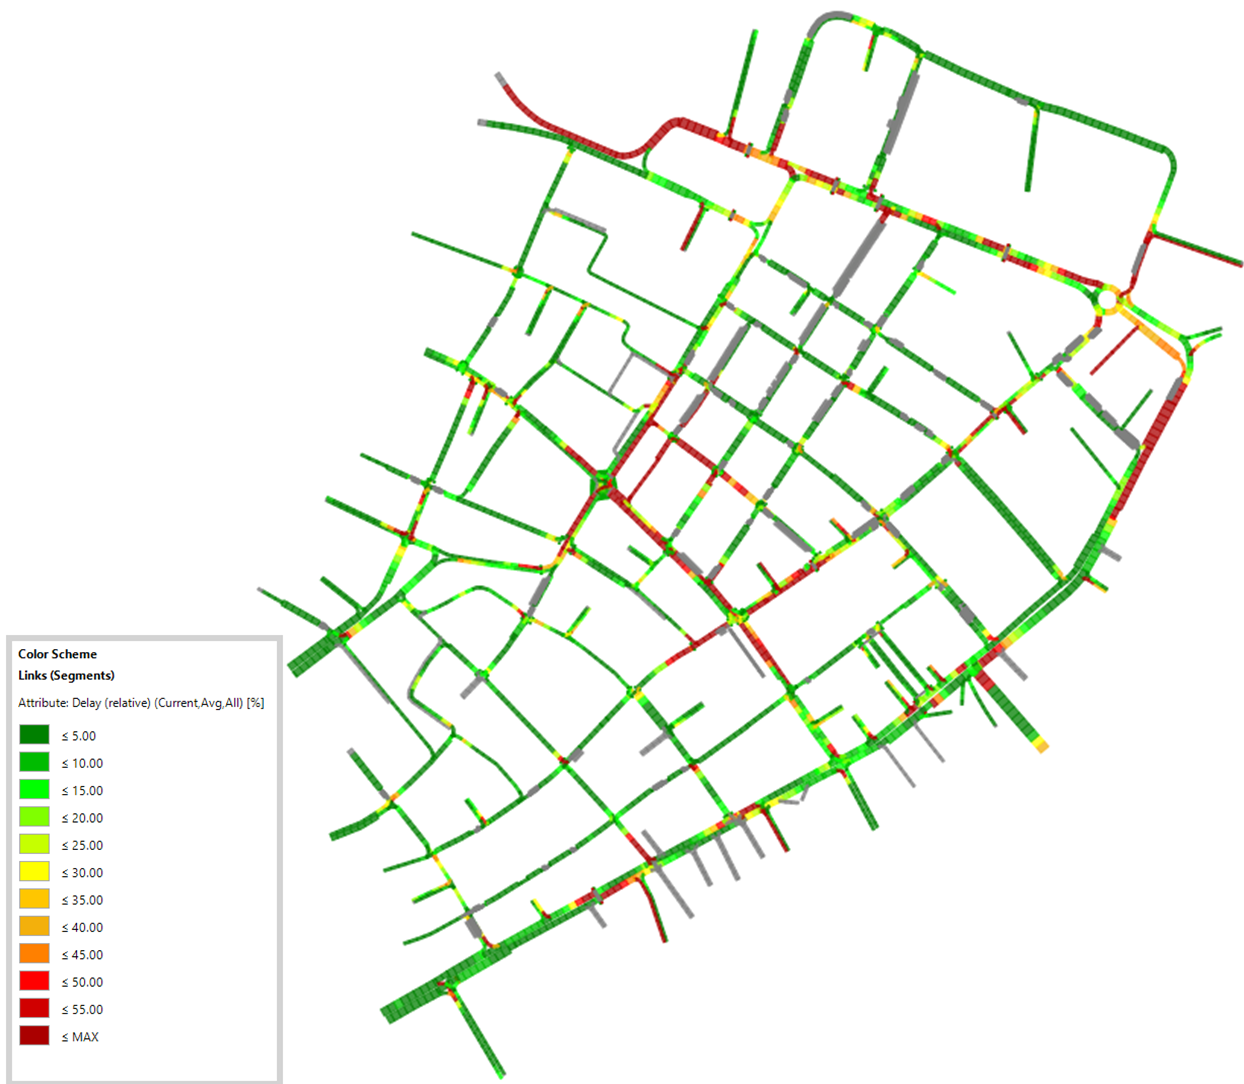 Color Scheme
Links (Segments)
Attribute: Delay (relative) (Current,Avg,All) [%]
≤ 5.00
≤ 10.00
≤ 15.00
≤ 20.00
≤ 25.00
≤ 30.00
≤ 35.00
≤ 40.00
≤ 45.00
≤ 50.00
≤ 55.00
≤ MAX